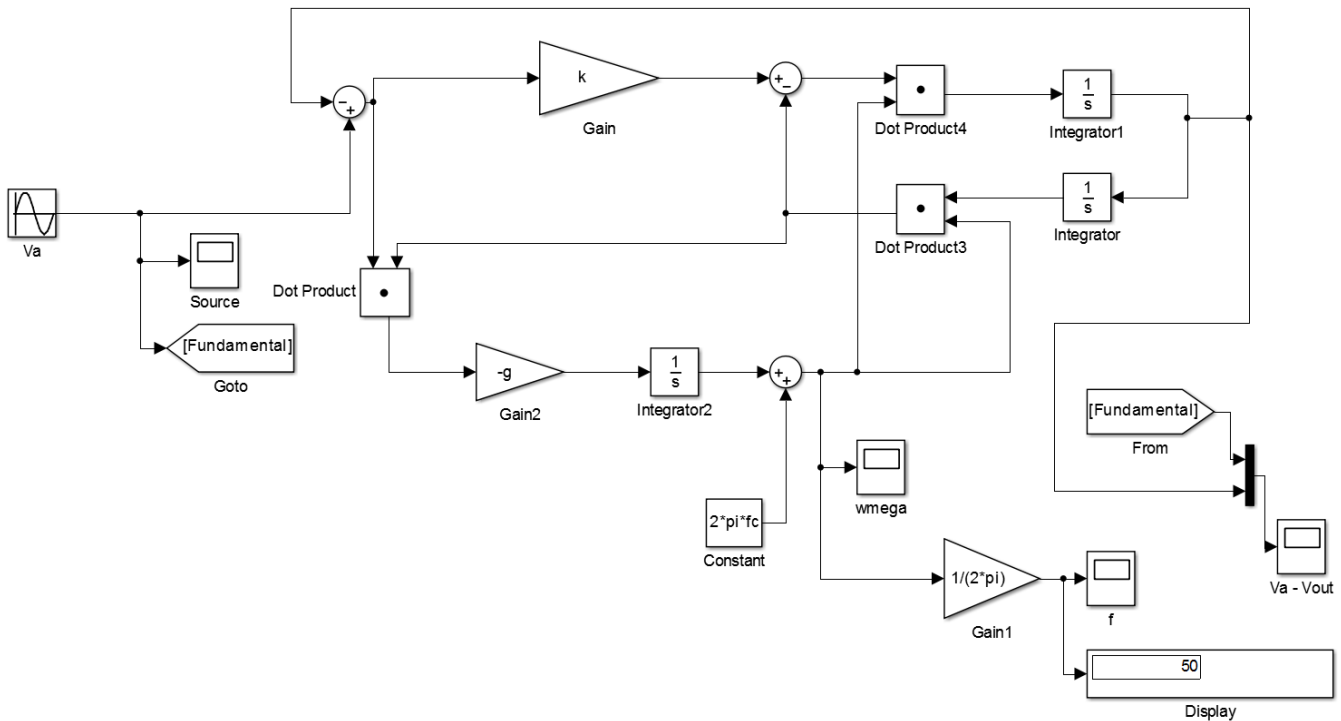 k
Gain
Dot Product4
1
s
Integrator1
Va
Source
Dot Product3
1
s
Integrator
Dot Product
[Fundamental]
Goto
-g
Gain2
1
s
Integrator2
[Fundamental]
From
wmega
2*pi*fc
Constant
1/(2*pi)
Gain1
f
Va - Vout
50
Display